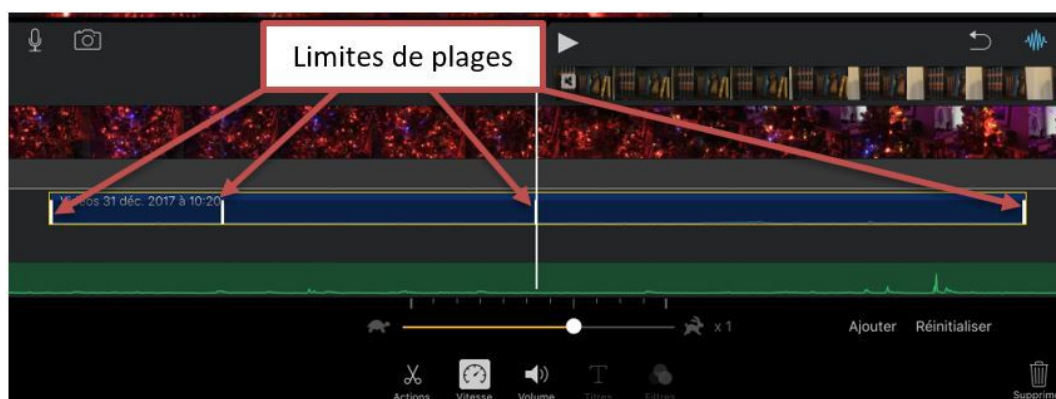 Limites de plages
Vidéos 31 déc. 2017 à 10:20
x 1
Ajouter Réinitialiser
Actions Vitesse Volume Titres Filtres
Supprim